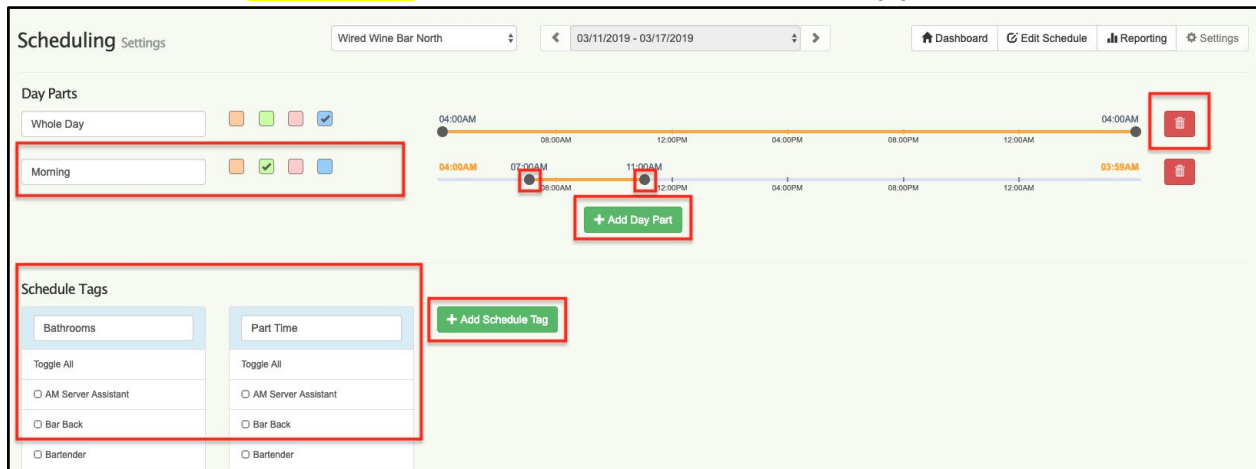 Scheduling Settings
Wired Wine Bar North
03/11/2019 - 03/17/2019
Dashboard
Edit Schedule
Reporting
Settings
Day Parts
Whole Day
04:00AM
04:00AM
08:00AM 12:00PM 04:00PM 08:00PM 12:00AM
Morning
04:00AM 07:00AM 11:00AM 03:59AM
08:00AM 12:00PM 04:00PM 08:00PM 12:00AM
+ Add Day Part
Schedule Tags
Bathrooms
Part Time
+ Add Schedule Tag
Toggle All
Toggle All
AM Server Assistant
AM Server Assistant
Bar Back
Bar Back
Bartender
Bartender